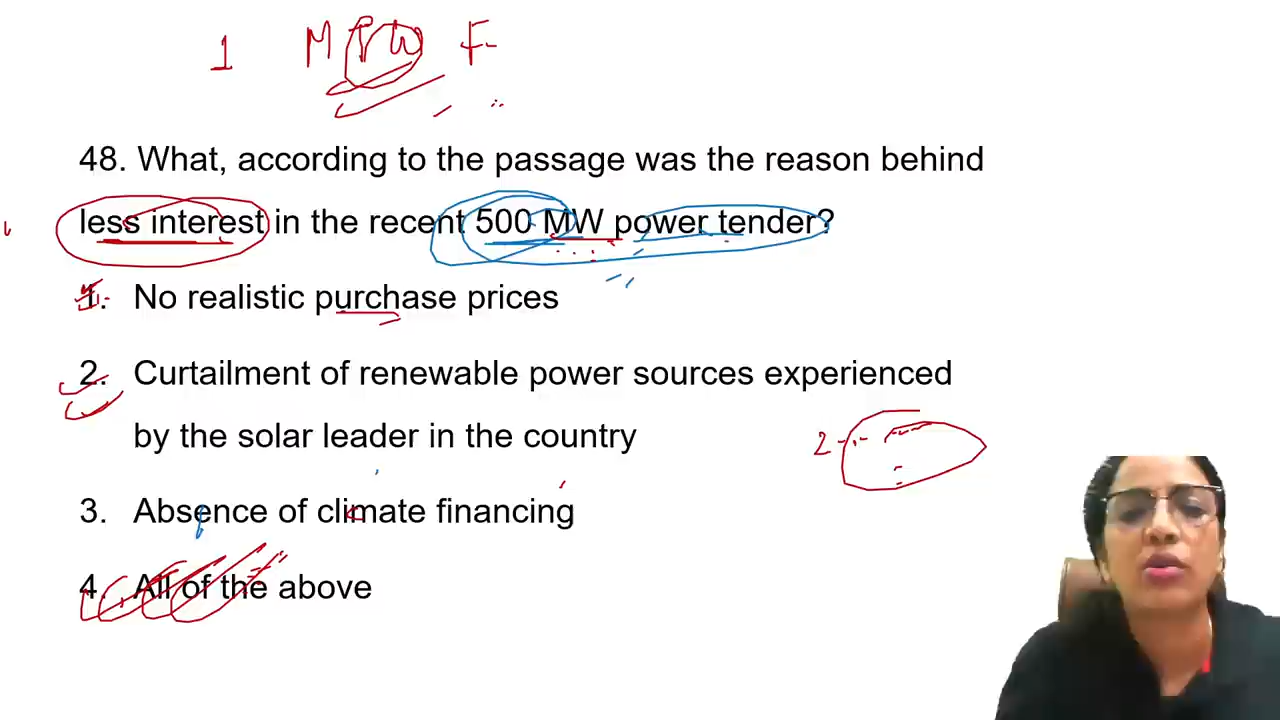 1 M PW F
48. What, according to the passage was the reason behind
less interest in the recent 500 MW power tender?
1. No realistic purchase prices
2. Curtailment of renewable power sources experienced
by the solar leader in the country
2
3. Absence of climate financing
4. All of the above